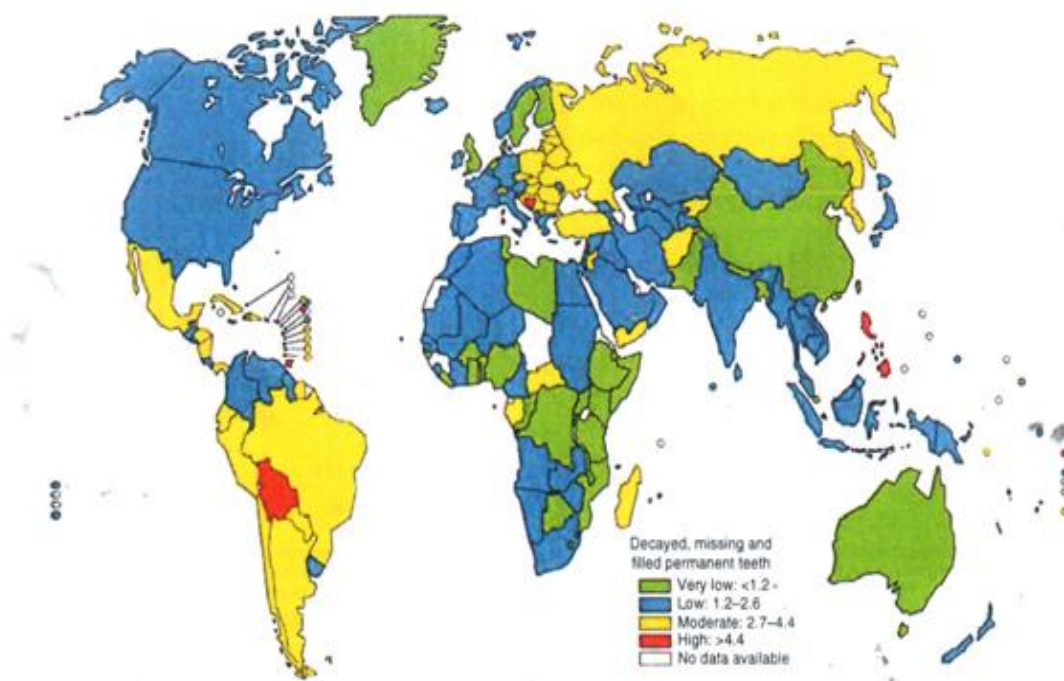 Decayed, missing and
filled permanent teeth
Very low: <1.2 -
Low: 1.2–2.6
Moderate: 2.7–4.4
High: >4.4
No data available